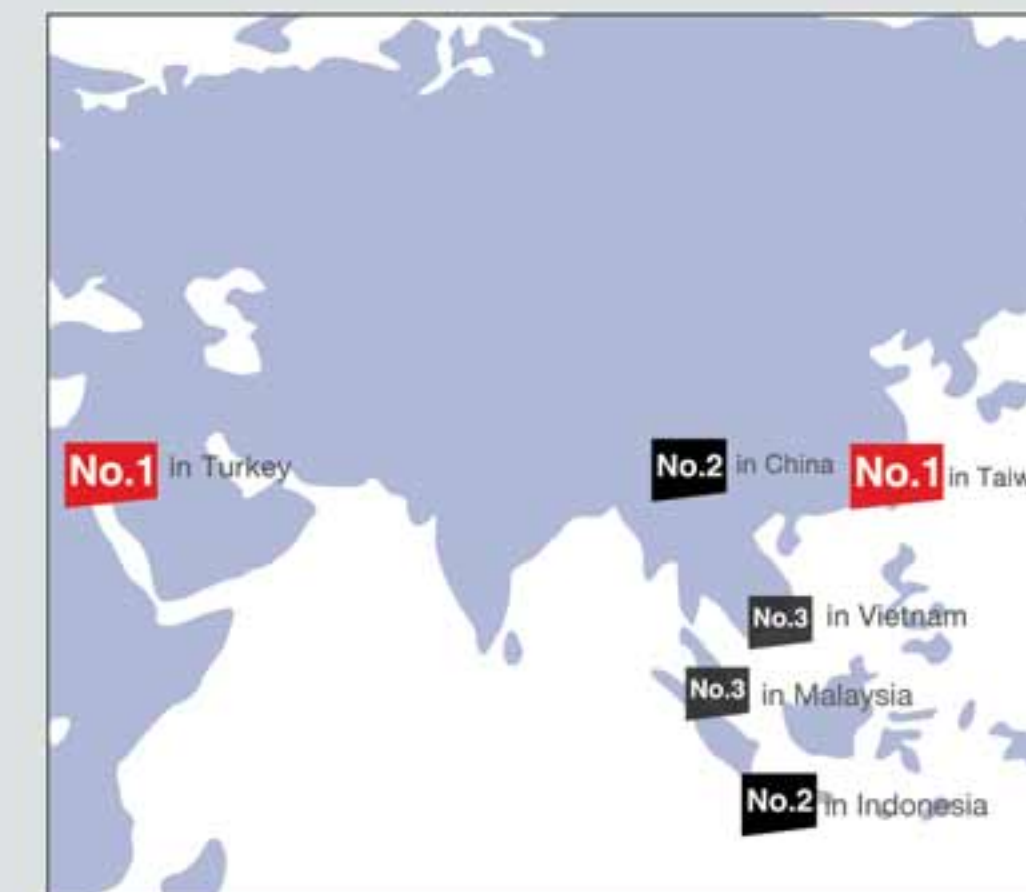 No.1 in Turkey
No.2 in China
No.1 in Taiw
No.3 in Vietnam
No.3 in Malaysia
No.2 in Indonesia